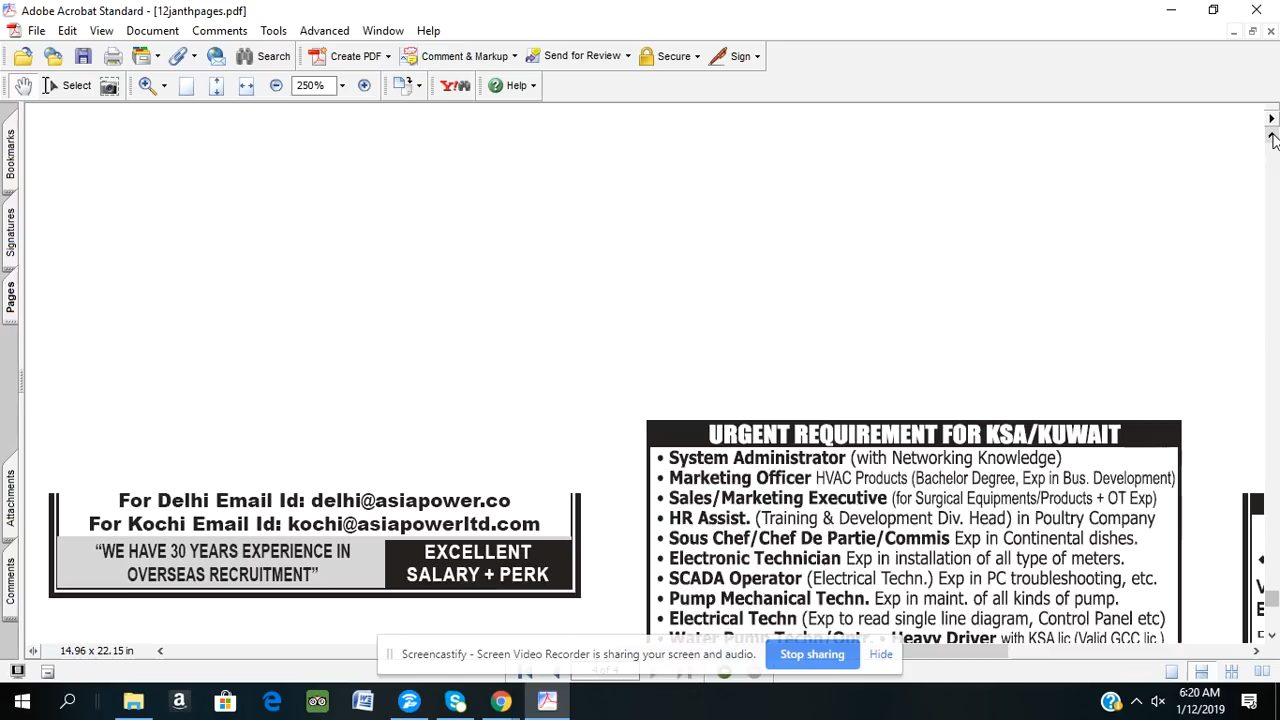 Adobe Acrobat Standard - [12janthpages.pdf]
File Edit View Document Comments Tools Advanced Window Help
Search Create PDF Comment & Markup Send for Review Secure Sign
Select 250% Y! Help
Bookmarks
Signatures
Pages
Attachments
Comments
For Delhi Email Id: delhi@asiapower.co
For Kochi Email Id: kochi@asiapowerltd.com
“WE HAVE 30 YEARS EXPERIENCE IN
OVERSEAS RECRUITMENT”
EXCELLENT
SALARY + PERK
URGENT REQUIREMENT FOR KSA/KUWAIT
• System Administrator (with Networking Knowledge)
• Marketing Officer HVAC Products (Bachelor Degree, Exp in Bus. Development)
• Sales/Marketing Executive (for Surgical Equipments/Products + OT Exp)
• HR Assist. (Training & Development Div. Head) in Poultry Company
• Sous Chef/Chef De Partie/Commis Exp in Continental dishes.
• Electronic Technician Exp in installation of all type of meters.
• SCADA Operator (Electrical Techn.) Exp in PC troubleshooting, etc.
• Pump Mechanical Techn. Exp in maint. of all kinds of pump.
• Electrical Techn (Exp to read single line diagram, Control Panel etc)
• Water Pump Techn/Optr. • Heavy Driver with KSA lic (Valid GCC lic.)
14.96 x 22.15 in
Screencastify - Screen Video Recorder is sharing your screen and audio. Stop sharing Hide
4 of 4
6:20 AM
1/12/2019